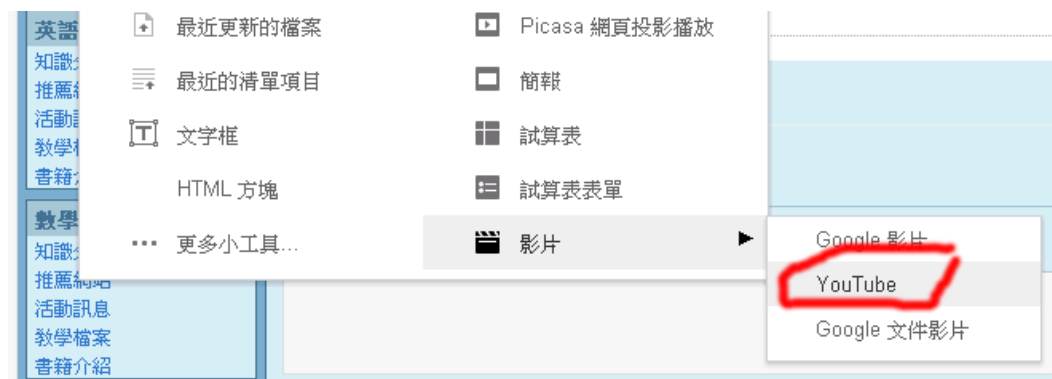 英語
知識
推薦
活動
教學
書籍
數學
知識
推薦網站
活動訊息
教學檔案
書籍介紹
最近更新的檔案
最近的清單項目
文字框
HTML 方塊
更多小工具...
Picasa 網頁投影播放
簡報
試算表
試算表表單
影片
Google 影片
YouTube
Google 文件影片